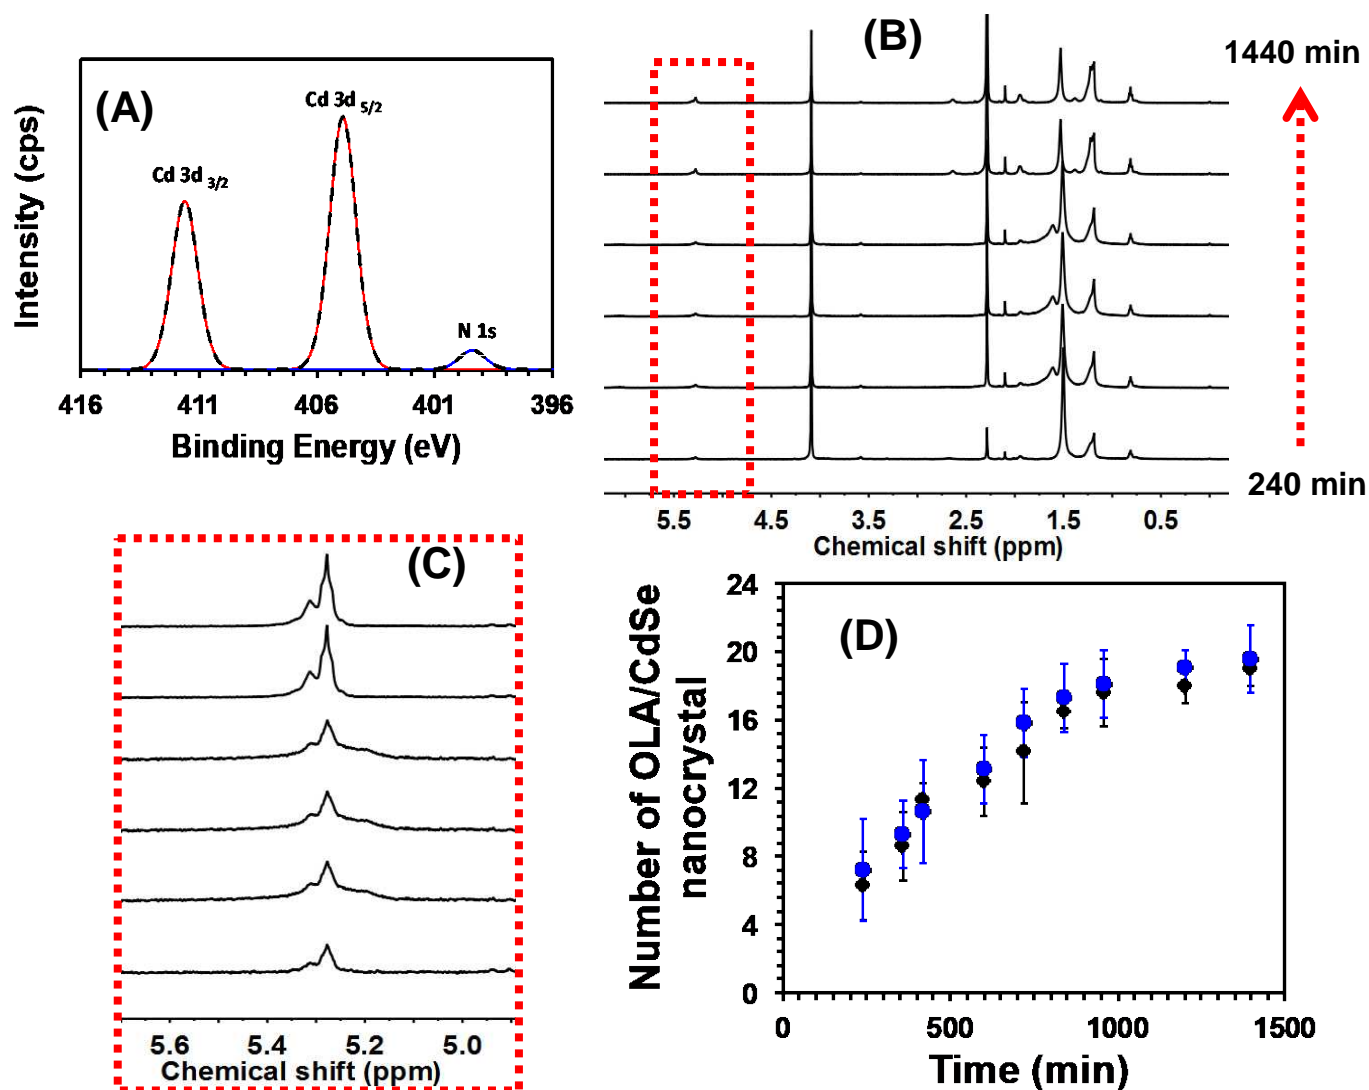 (A)
Cd 3d 5/2
Cd 3d 3/2
N 1s
Intensity (cps)
416 411 406 401 396
Binding Energy (eV)
(B)
1440 min
240 min
5.5 4.5 3.5 2.5 1.5 0.5
Chemical shift (ppm)
(C)
5.6 5.4 5.2 5.0
Chemical shift (ppm)
(D)
Number of OLA/CdSe
nanocrystal
24
20
16
12
8
4
0
0 500 1000 1500
Time (min)